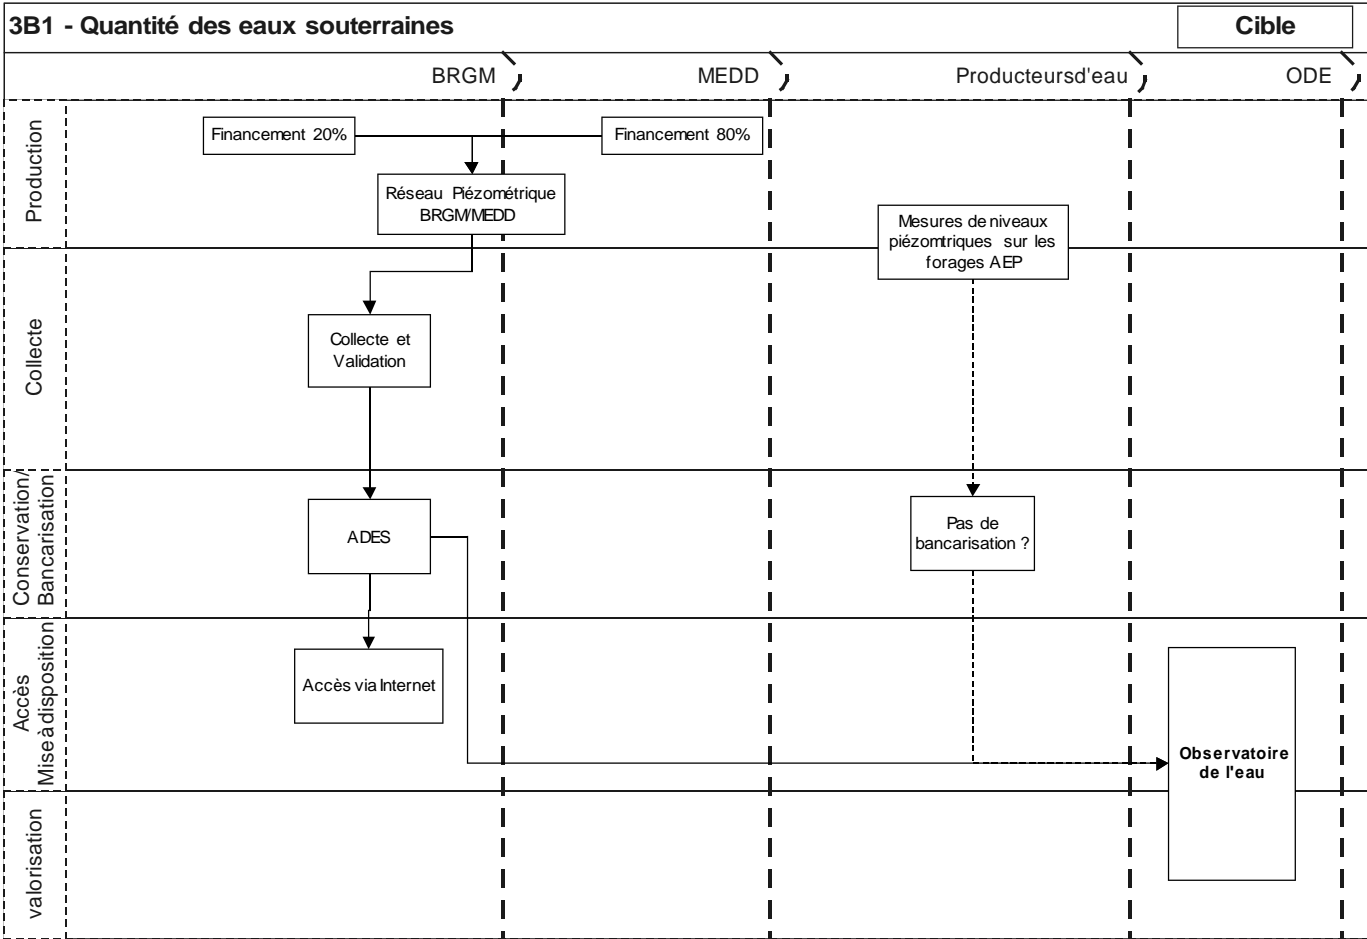 3B1 - Quantité des eaux souterraines
Cible
BRGM
MEDD
Producteursd'eau
ODE
Production
Financement 20%
Financement 80%
Réseau Piézométrique
BRGM/MEDD
Mesures de niveaux
piézomtriques sur les
forages AEP
Collecte
Collecte et
Validation
Conservation/
Bancarisation
ADES
Pas de
bancarisation ?
Accès
Mise à disposition
Accès via Internet
Observatoire
de l'eau
valorisation